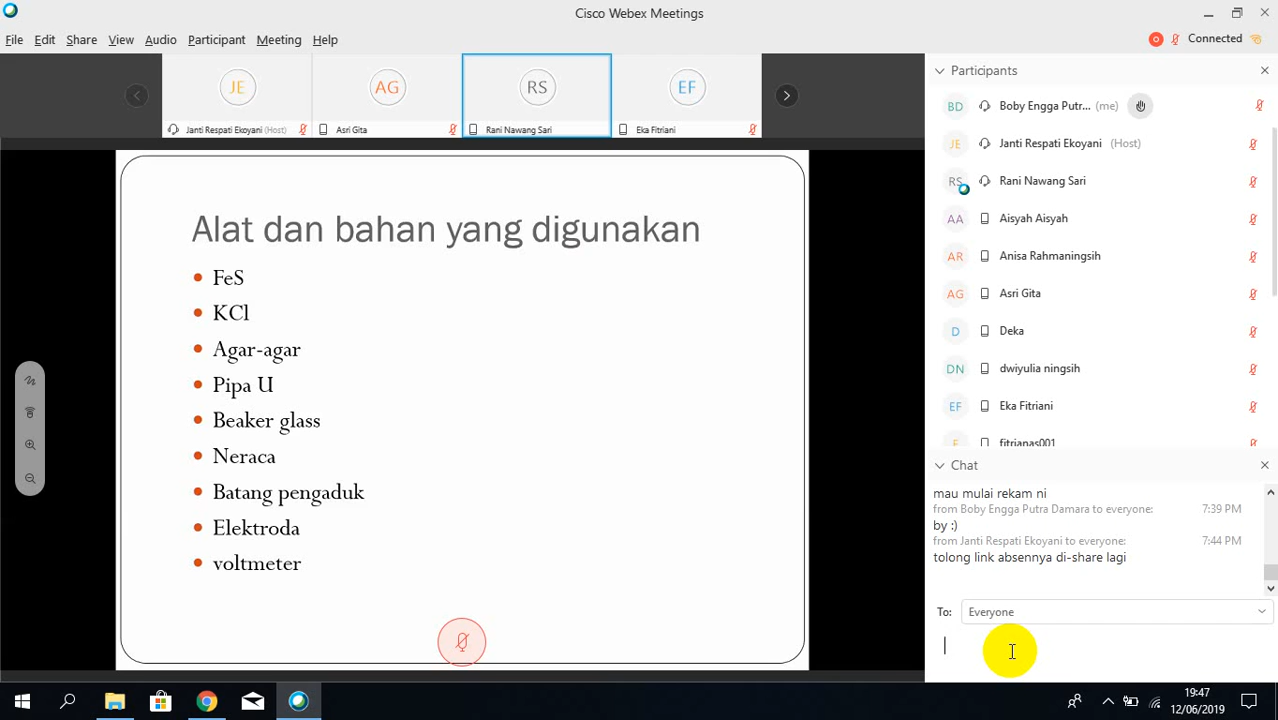 Cisco Webex Meetings
File Edit Share View Audio Participant Meeting Help
Connected
JE
Janti Respati Ekoyani (Host)
AG
Asri Gita
RS
Rani Nawang Sari
EF
Eka Fitriani
Alat dan bahan yang digunakan
FeS
KCl
Agar-agar
Pipa U
Beaker glass
Neraca
Batang pengaduk
Elektroda
voltmeter
Participants
BD Boby Engga Putr... (me)
JE Janti Respati Ekoyani (Host)
RS Rani Nawang Sari
AA Aisyah Aisyah
AR Anisa Rahmaningsih
AG Asri Gita
D Deka
DN dwiyulia ningsih
EF Eka Fitriani
F fitrianas001
Chat
mau mulai rekam ni
from Boby Engga Putra Damara to everyone: 7:39 PM
by :)
from Janti Respati Ekoyani to everyone: 7:44 PM
tolong link absennya di-share lagi
To: Everyone
19:47
12/06/2019